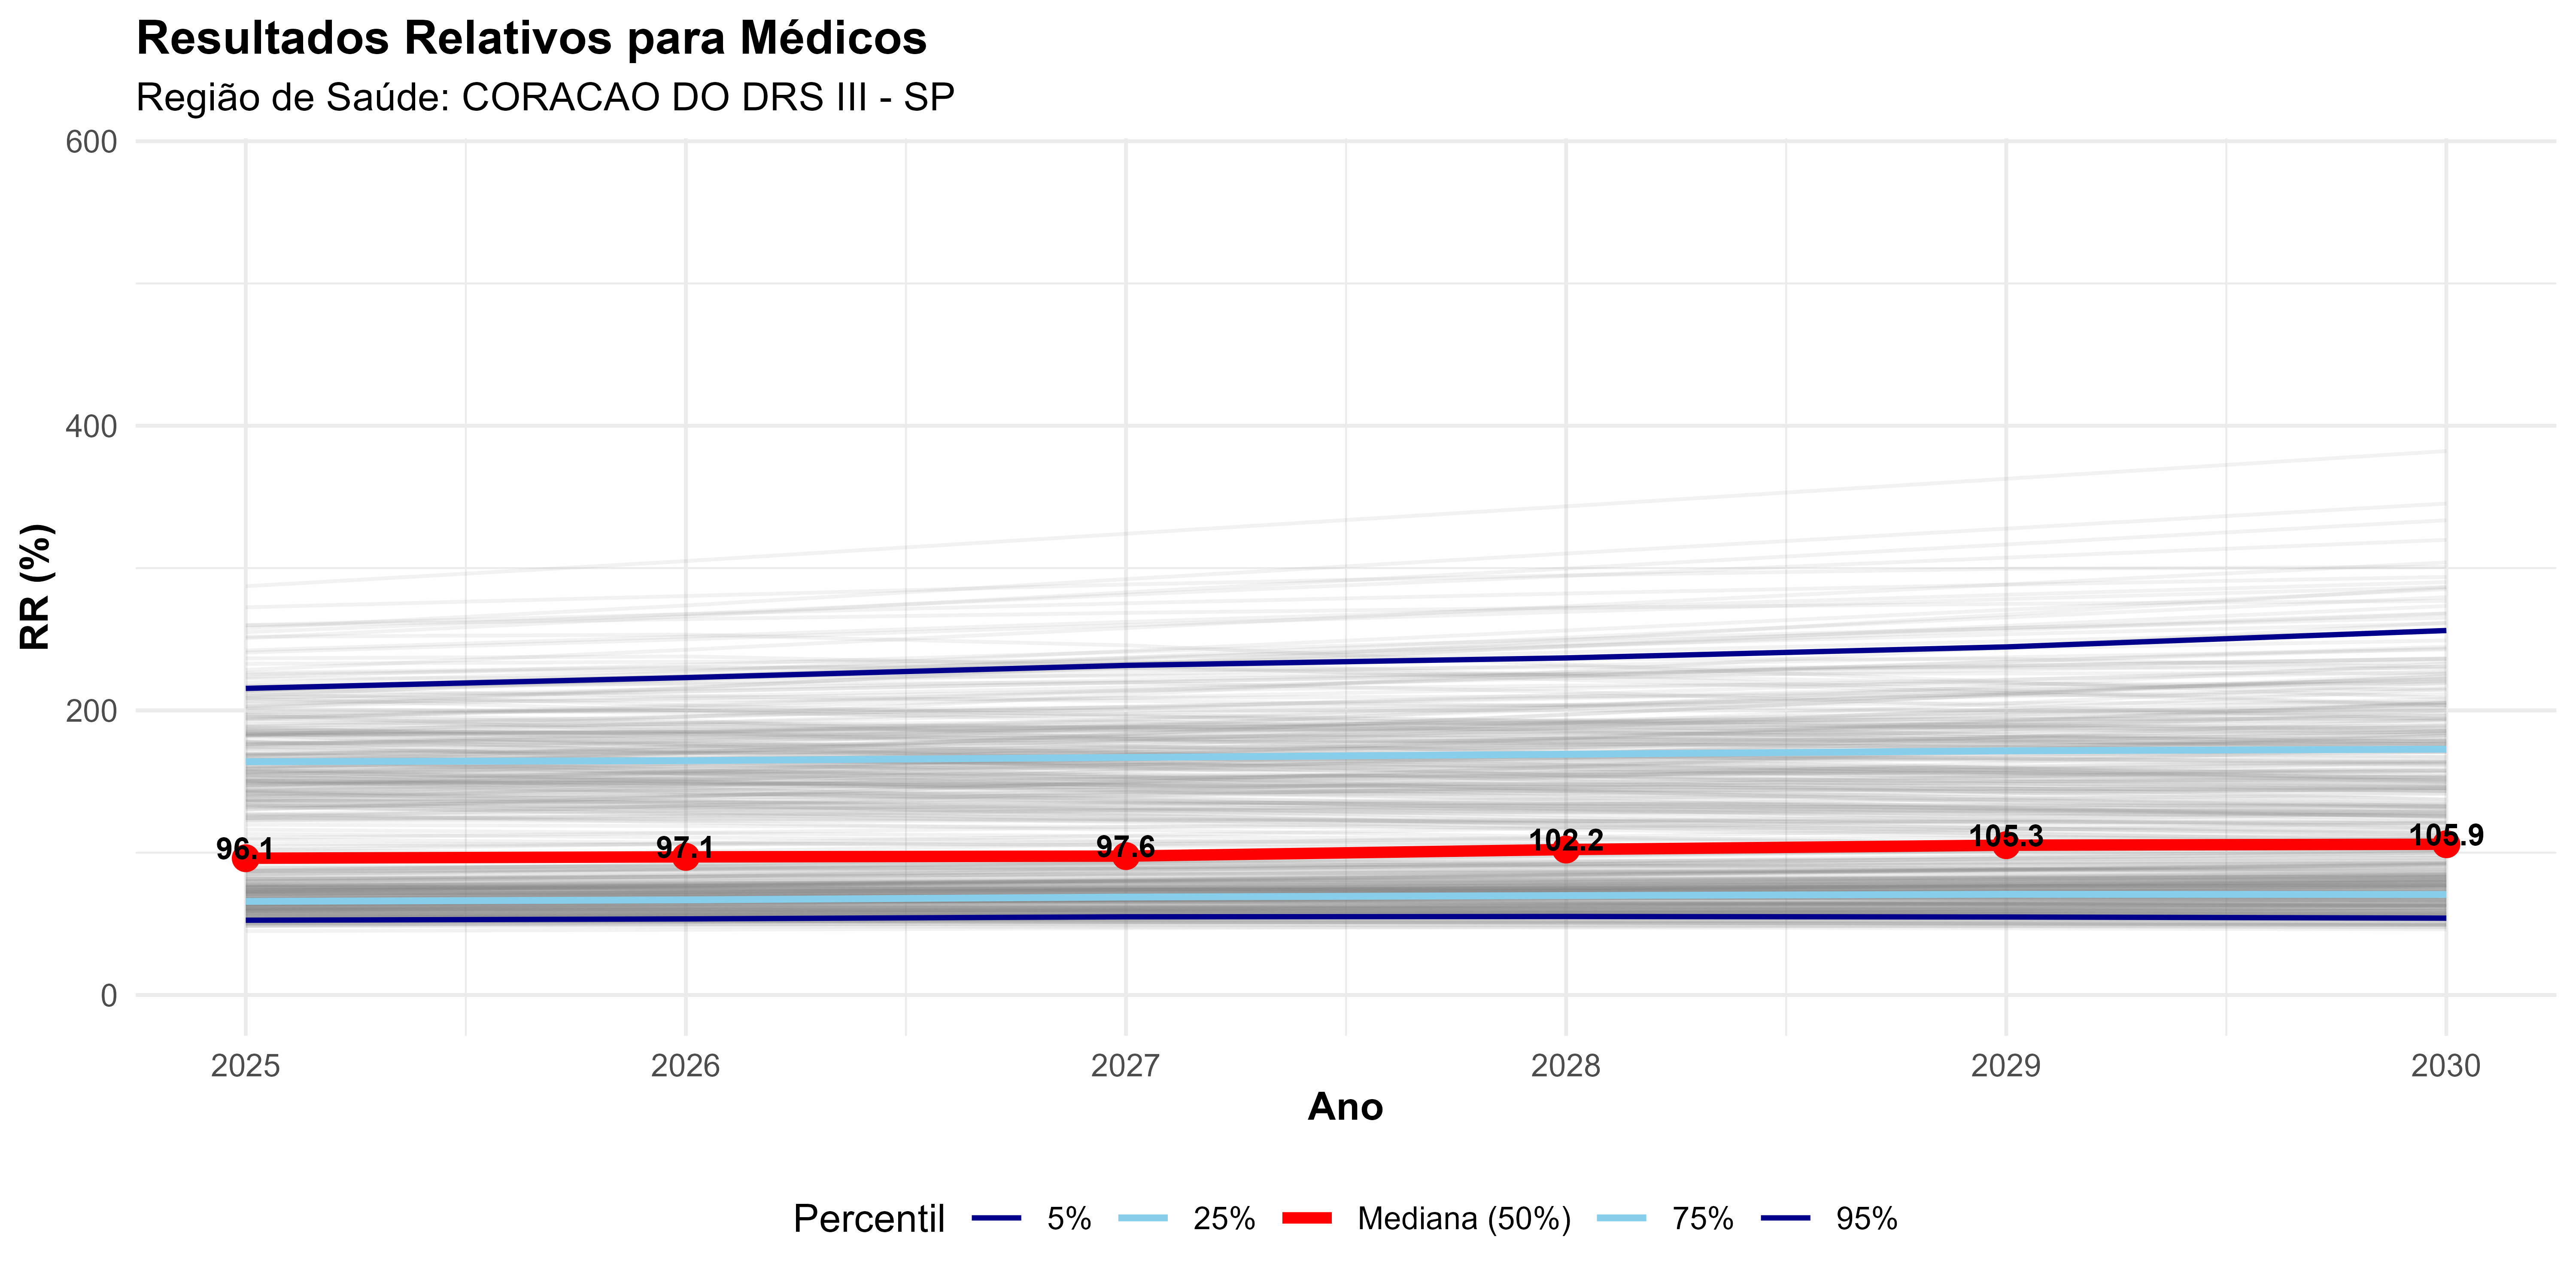 Resultados Relativos para Médicos
Região de Saúde: CORACAO DO DRS III - SP
600
400
200
0
RR (%)
96.1
97.1
97.6
102.2
105.3
105.9
2025 2026 2027 2028 2029 2030
Ano
Percentil 5% 25% Mediana (50%) 75% 95%